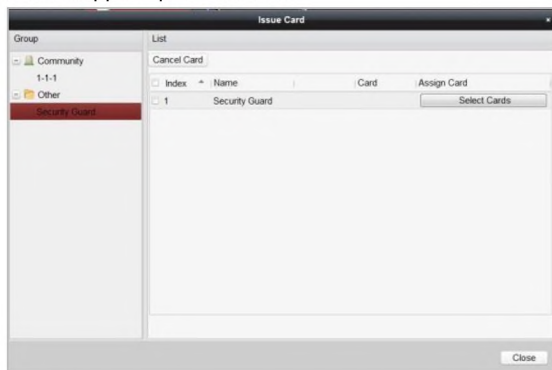 Issue Card
Group
List
Community
1-1-1
Other
Security Guard
Cancel Card
Index Name Card Assign Card
1 Security Guard Select Cards
Close